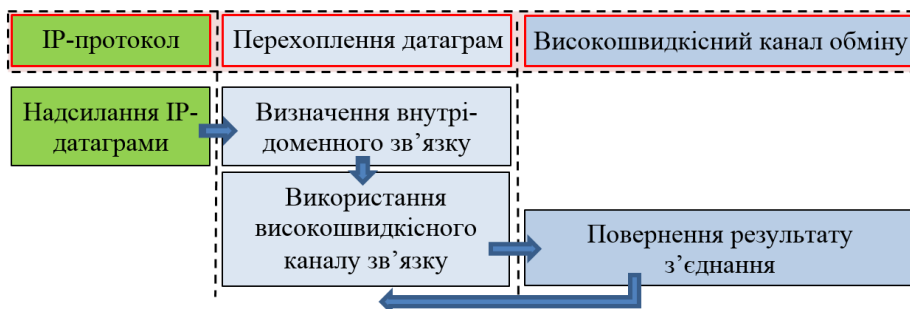 IP-протокол
Перехоплення датаграм
Високошвидкісний канал обміну
Надсилання IP-
датаграми
Визначення внутрі-
доменного зв’язку
Використання
високошвидкісного
каналу зв’язку
Повернення результату
з’єднання